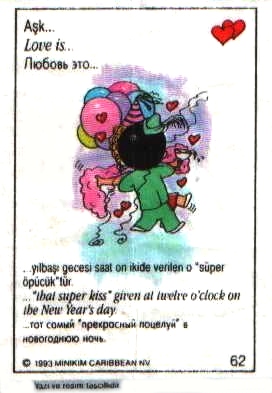 Aşk...
Love is...
Любовь это...
...yılbaşı gecesi saat on ikide verilen o "süper
öpücük"tür.
..."that super kiss" given at twelve o'clock on
the New Year's day.
...тот сомый "прекрасный поцелуй" в
новогоднюю ночь.
© 1993 MINIKIM CARIBBEAN NV
62
Yazı ve resim tescillidir